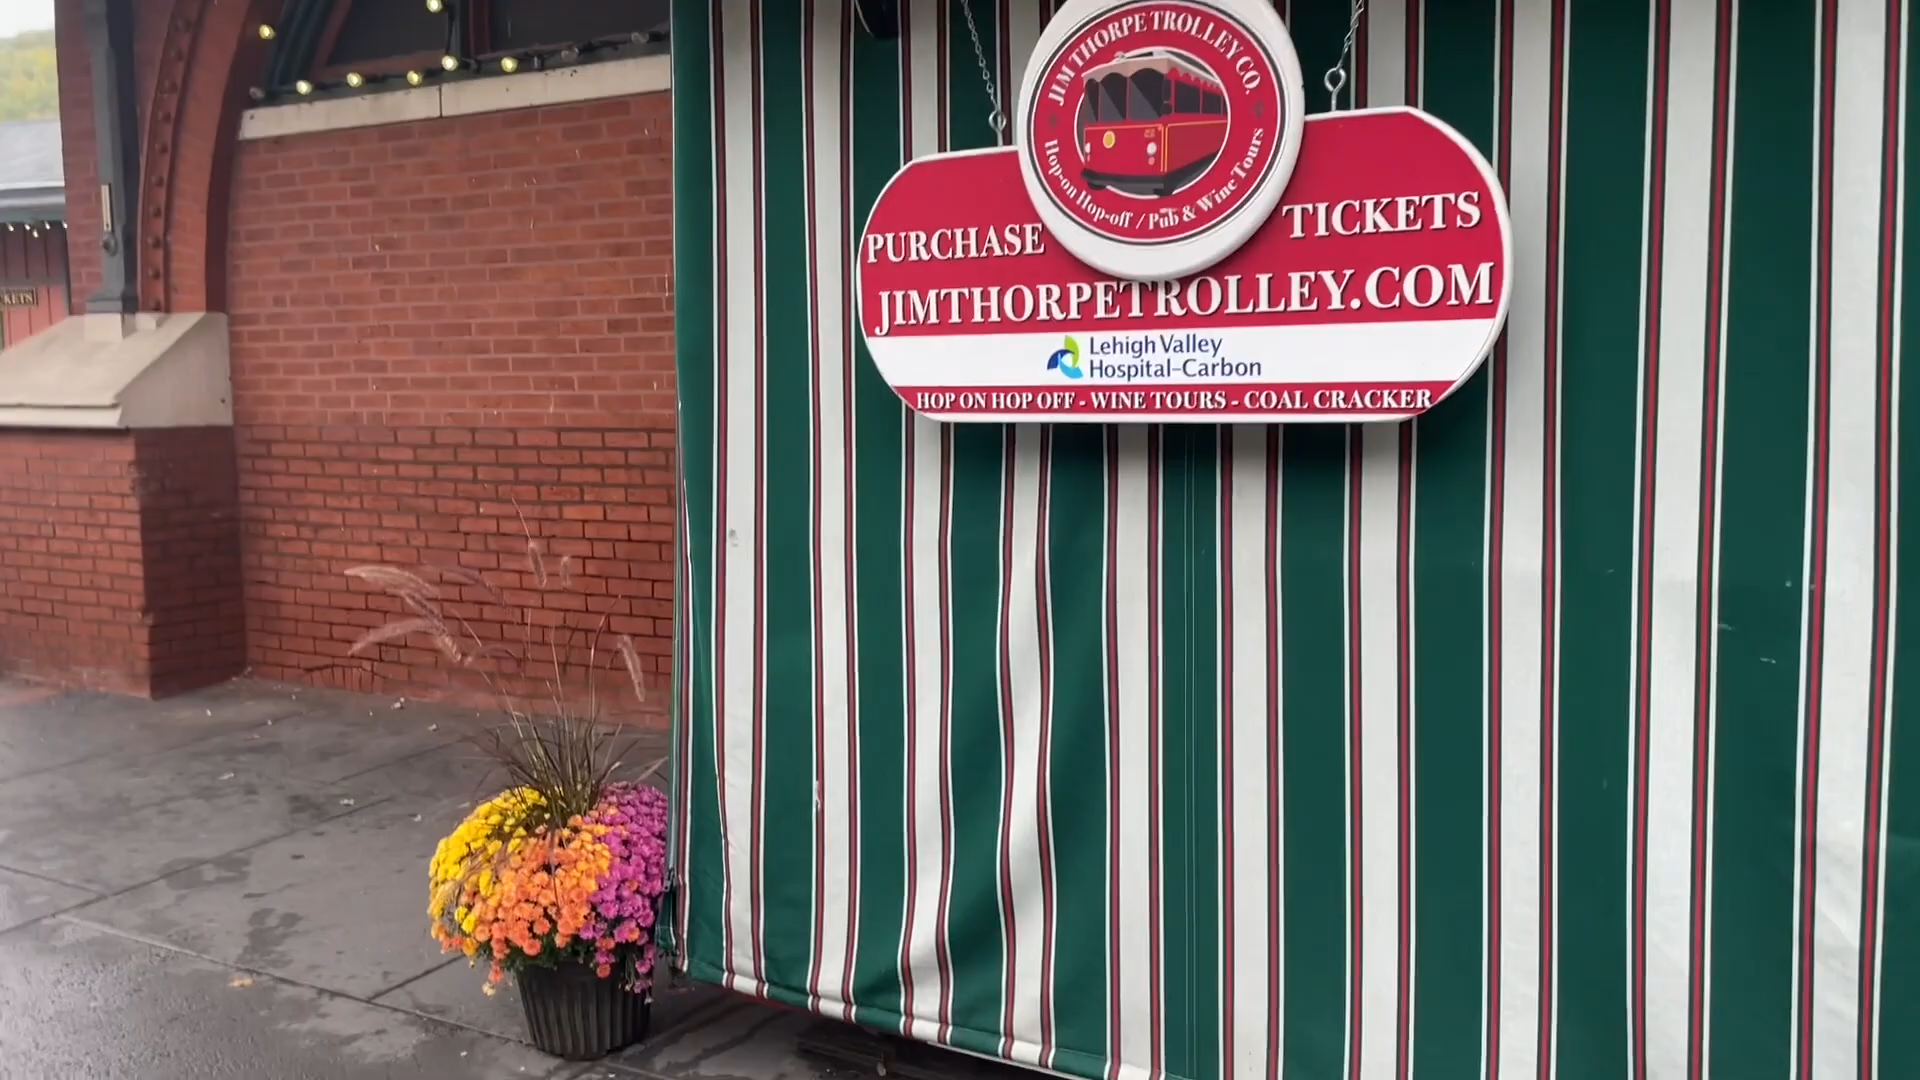 JIM THORPE TROLLEY CO.
Hop-on Hop-off / Pub & Wine Tours
PURCHASE TICKETS
JIMTHORPETROLLEY.COM
Lehigh Valley
Hospital-Carbon
HOP ON HOP OFF - WINE TOURS - COAL CRACKER